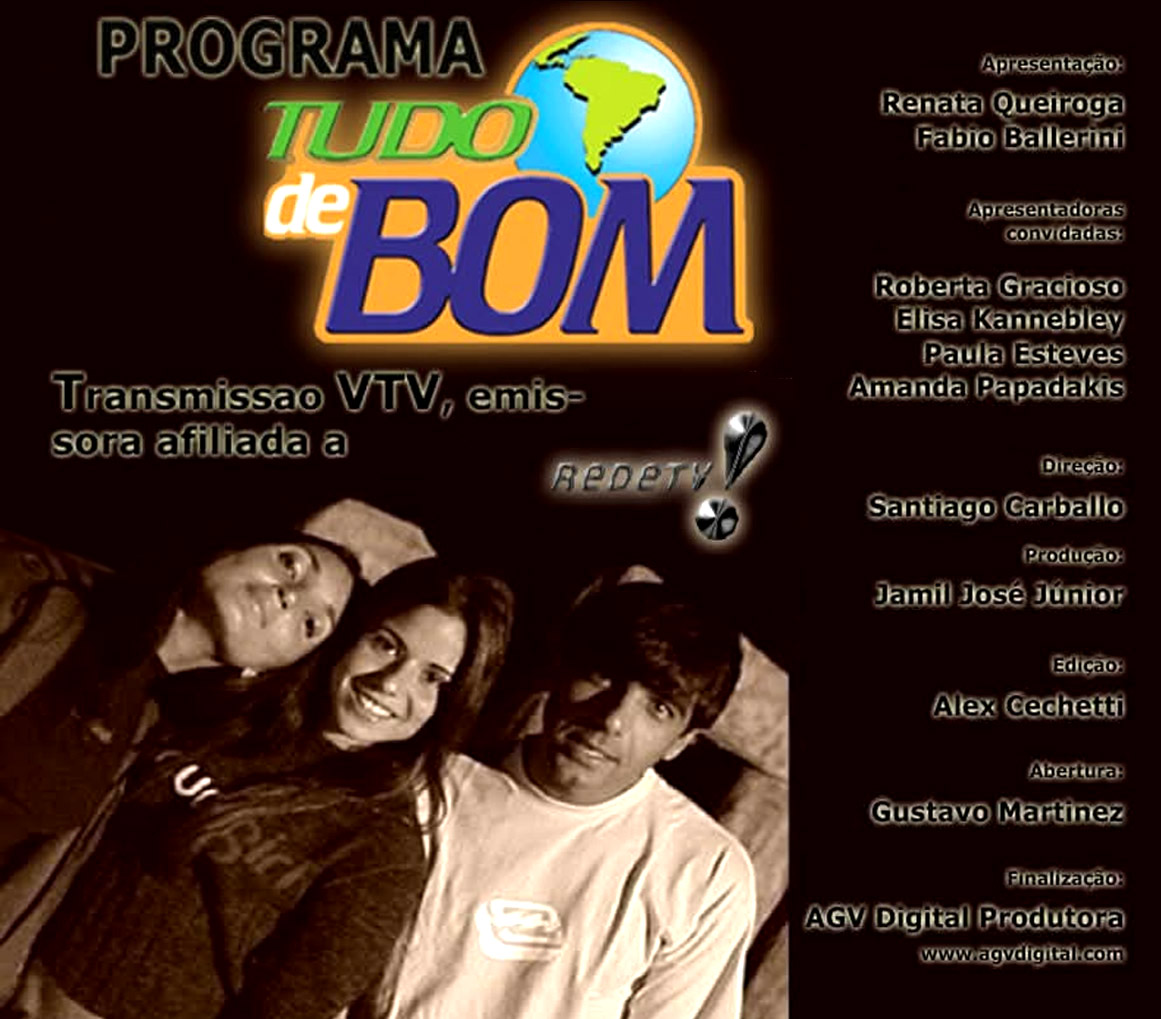 PROGRAMA
TUDO
de BOM
Transmissao VTV, emis-
sora afiliada a
REDETV!
Apresentação:
Renata Queiroga
Fabio Ballerini
Apresentadoras
convidadas:
Roberta Gracioso
Elisa Kannebley
Paula Esteves
Amanda Papadakis
Direção:
Santiago Carballo
Produção:
Jamil José Júnior
Edição:
Alex Cechetti
Abertura:
Gustavo Martinez
Finalização:
AGV Digital Produtora
www.agvdigital.com